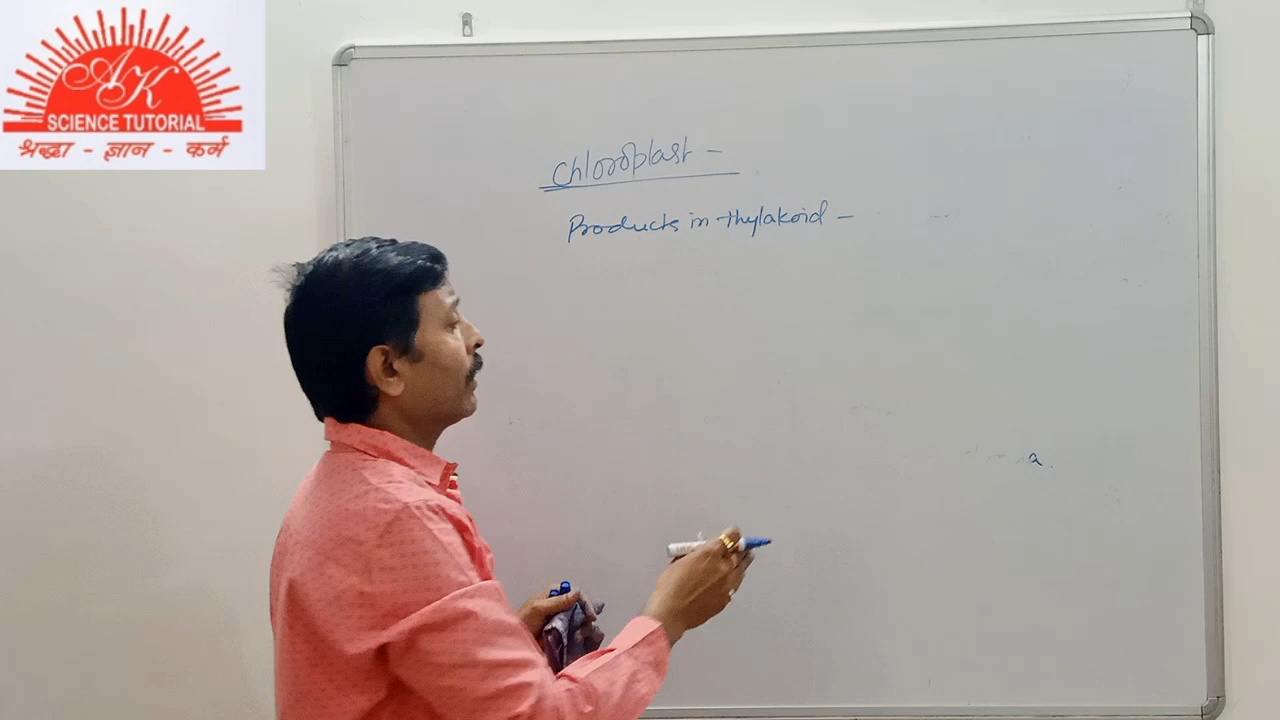 AK
SCIENCE TUTORIAL
श्रद्धा - ज्ञान - कर्म
Chloroplast -
Products in thylakoid -
a